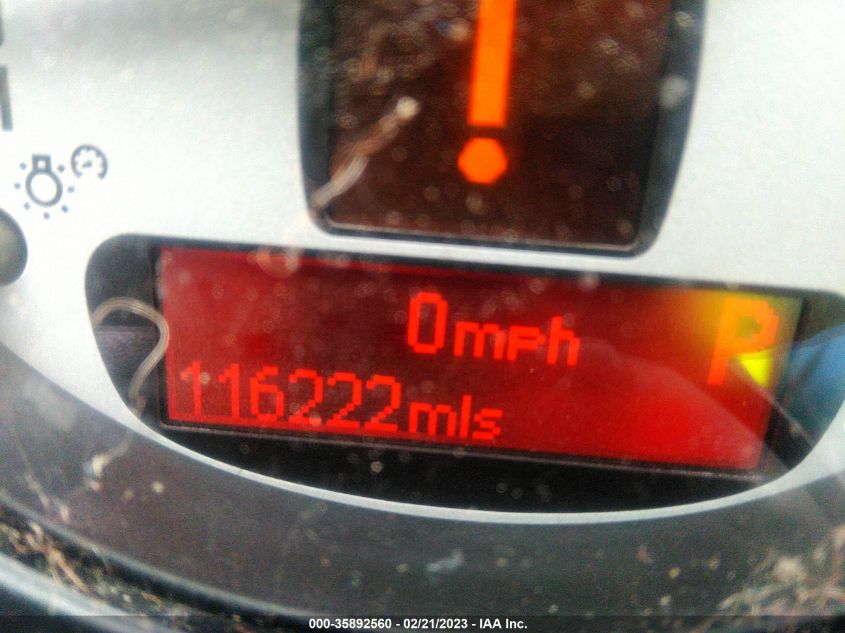 0mph P
116222mls
000-35892560 - 02/21/2023 - IAA Inc.